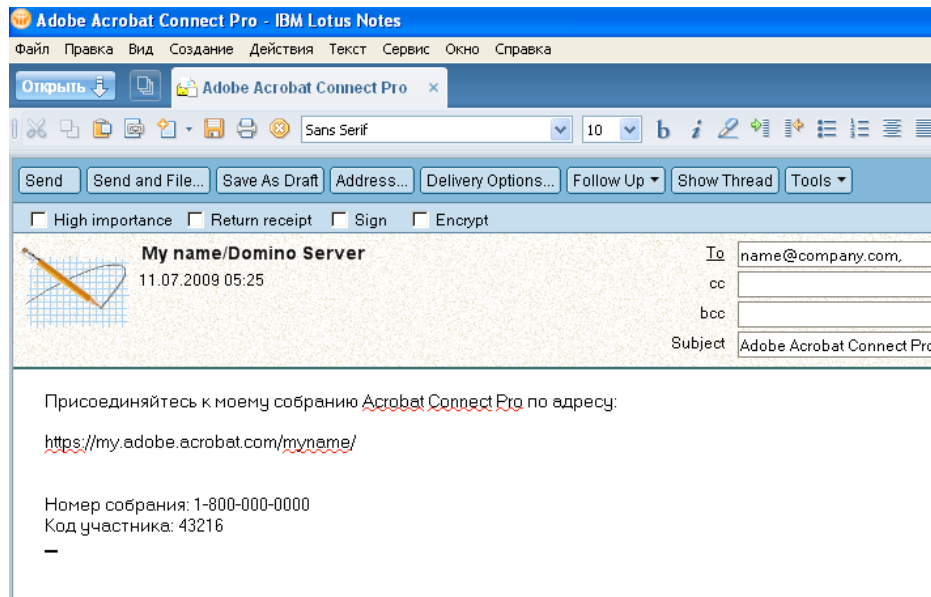 Adobe Acrobat Connect Pro - IBM Lotus Notes
Файл Правка Вид Создание Действия Текст Сервис Окно Справка
Открыть Adobe Acrobat Connect Pro ×
Sans Serif 10 b i
Send Send and File... Save As Draft Address... Delivery Options... Follow Up Show Thread Tools
High importance Return receipt Sign Encrypt
My name/Domino Server
11.07.2009 05:25
To name@company.com,
cc
bcc
Subject Adobe Acrobat Connect Pro
Присоединяйтесь к моему собранию Acrobat Connect Pro по адресу:
https://my.adobe.acrobat.com/myname/
Номер собрания: 1-800-000-0000
Код участника: 43216